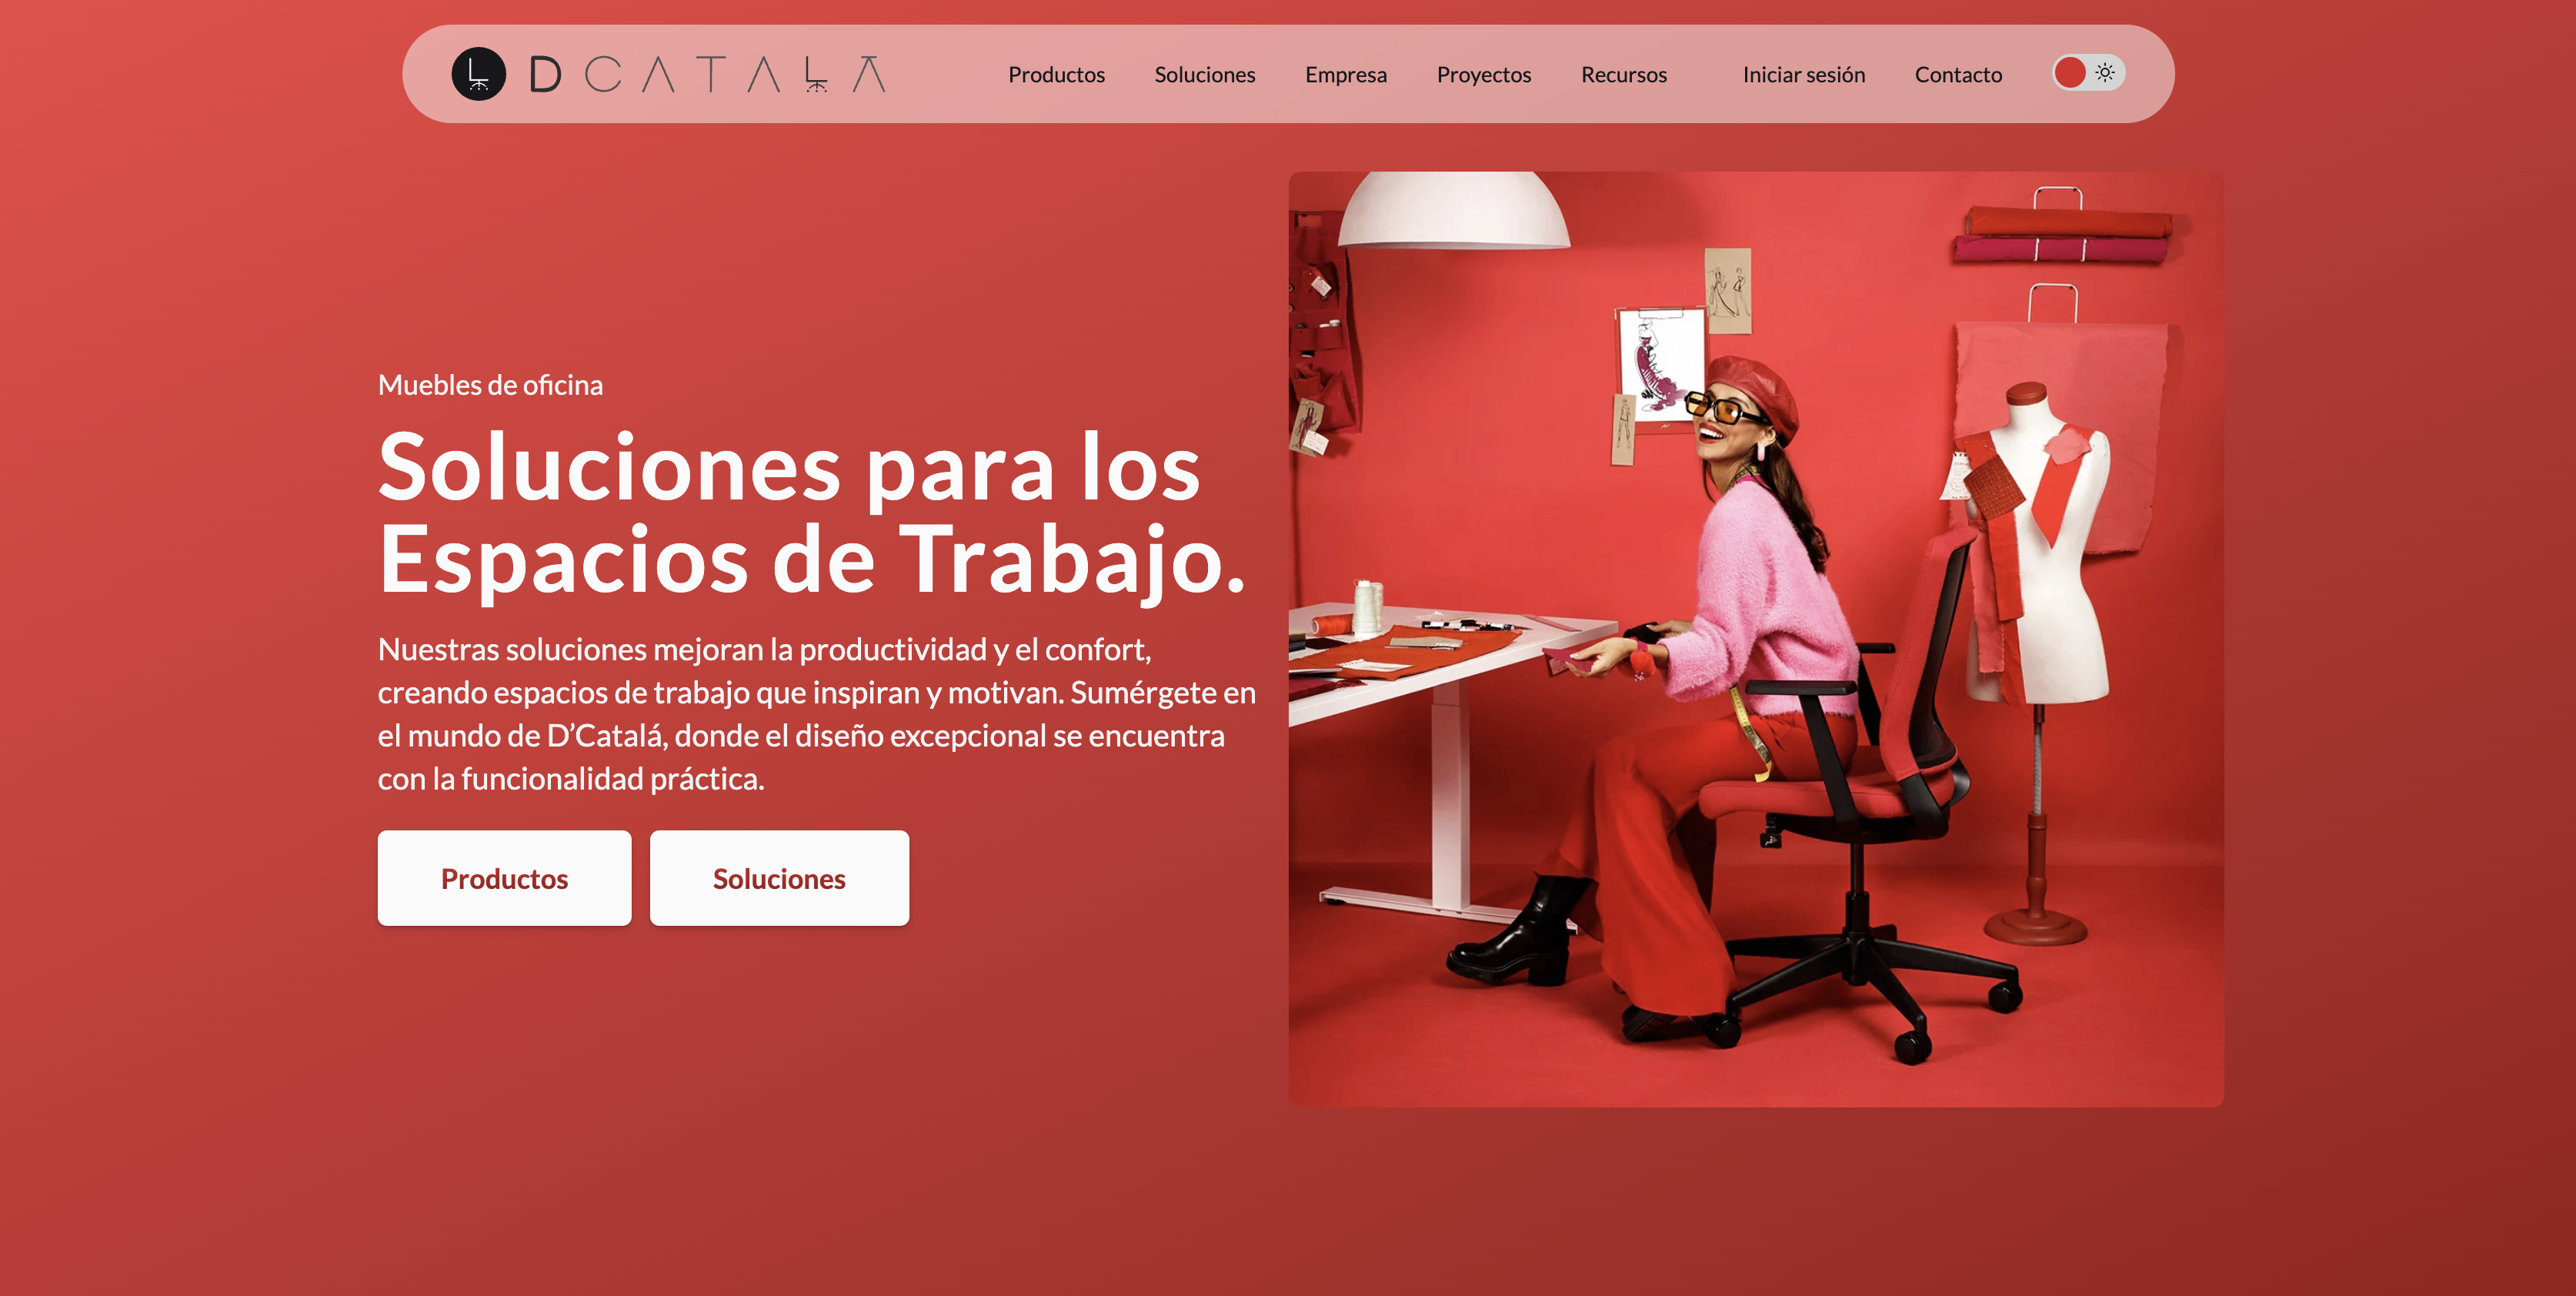 DCATALÁ
Productos
Soluciones
Empresa
Proyectos
Recursos
Iniciar sesión
Contacto
Muebles de oficina
Soluciones para los
Espacios de Trabajo.
Nuestras soluciones mejoran la productividad y el confort,
creando espacios de trabajo que inspiran y motivan. Sumérgete en
el mundo de D’Catalá, donde el diseño excepcional se encuentra
con la funcionalidad práctica.
Productos
Soluciones